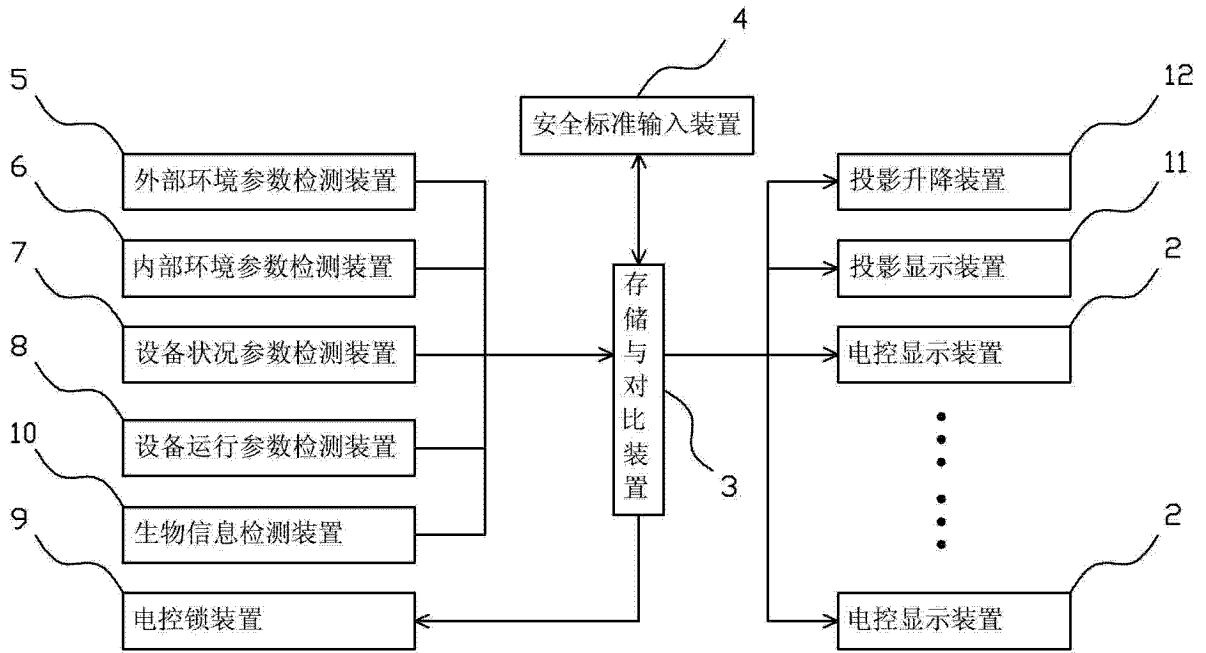 4
安全标准输入装置
5
外部环境参数检测装置
6
内部环境参数检测装置
7
设备状况参数检测装置
8
设备运行参数检测装置
10
生物信息检测装置
9
电控锁装置
存储与对比装置
3
12
投影升降装置
11
投影显示装置
2
电控显示装置
2
电控显示装置